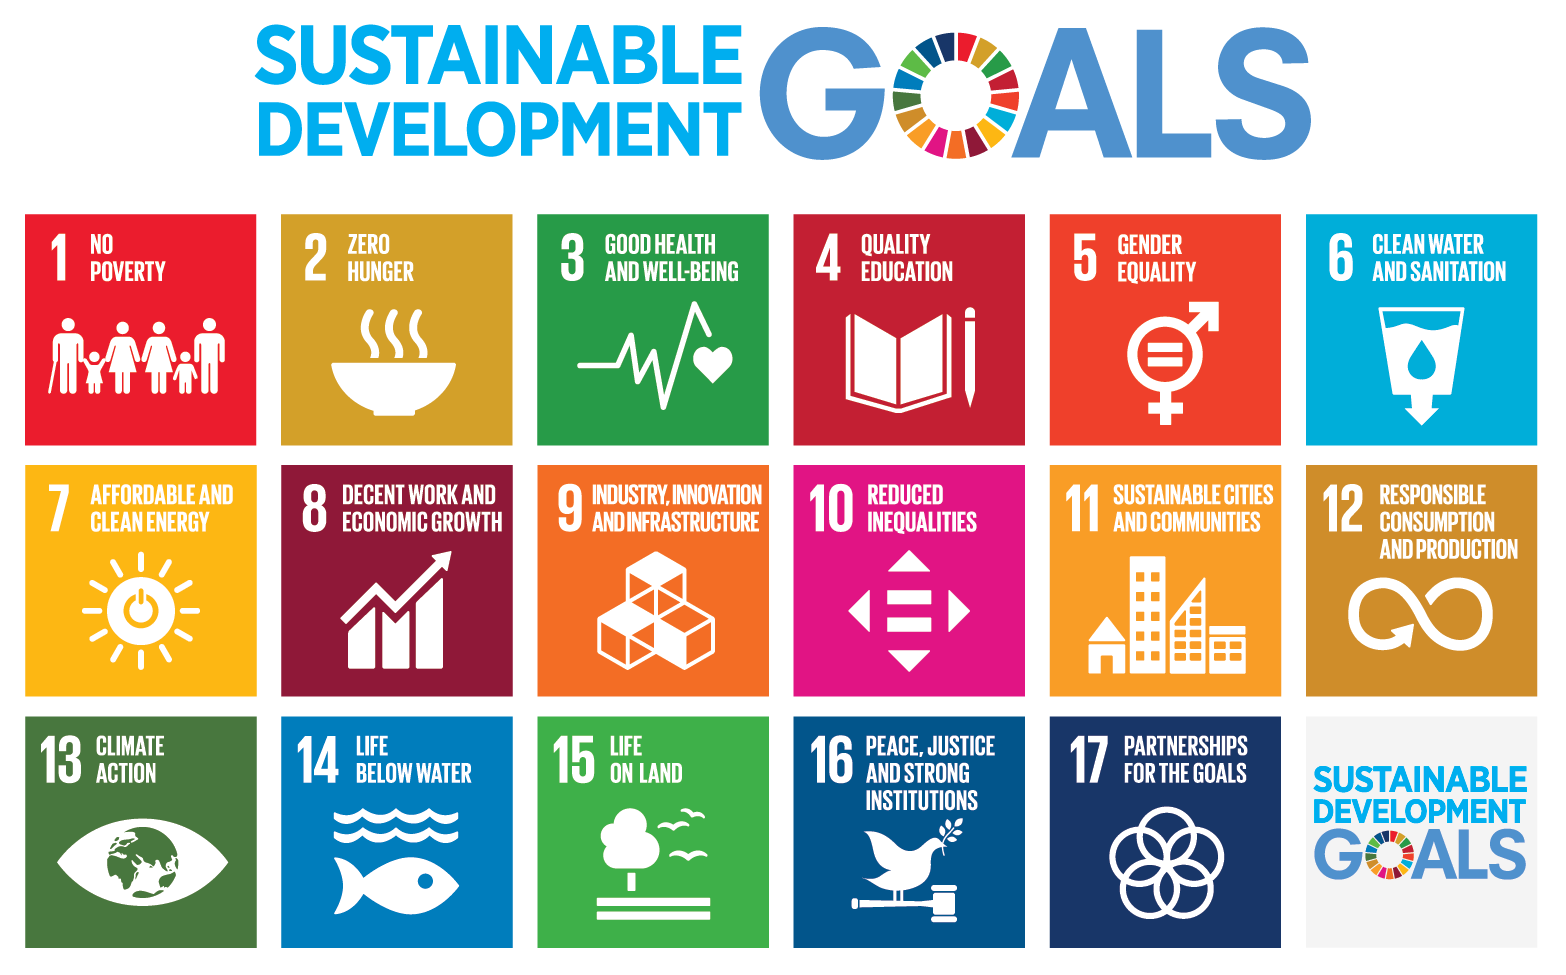 SUSTAINABLE
DEVELOPMENT
GOALS
1 NO
POVERTY
2 ZERO
HUNGER
3 GOOD HEALTH
AND WELL-BEING
4 QUALITY
EDUCATION
5 GENDER
EQUALITY
6 CLEAN WATER
AND SANITATION
7 AFFORDABLE AND
CLEAN ENERGY
8 DECENT WORK AND
ECONOMIC GROWTH
9 INDUSTRY, INNOVATION
AND INFRASTRUCTURE
10 REDUCED
INEQUALITIES
11 SUSTAINABLE CITIES
AND COMMUNITIES
12 RESPONSIBLE
CONSUMPTION
AND PRODUCTION
13 CLIMATE
ACTION
14 LIFE
BELOW WATER
15 LIFE
ON LAND
16 PEACE, JUSTICE
AND STRONG
INSTITUTIONS
17 PARTNERSHIPS
FOR THE GOALS
SUSTAINABLE
DEVELOPMENT
GOALS